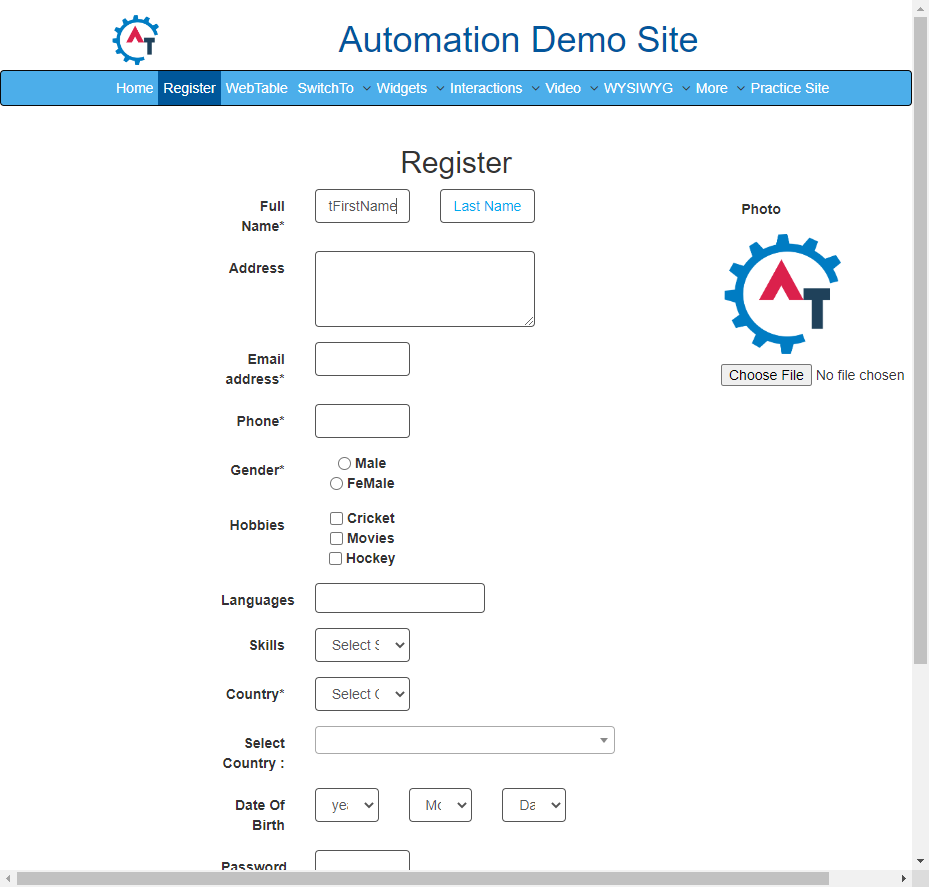 AT
Automation Demo Site
Home Register WebTable SwitchTo Widgets Interactions Video WYSIWYG More Practice Site
Register
Full Name* tFirstName Last Name
Photo
Address
AT
Email address*
Choose File No file chosen
Phone*
Gender* Male
FeMale
Hobbies Cricket
Movies
Hockey
Languages
Skills Select S
Country* Select C
Select Country :
Date Of Birth yea Mo Da
Password